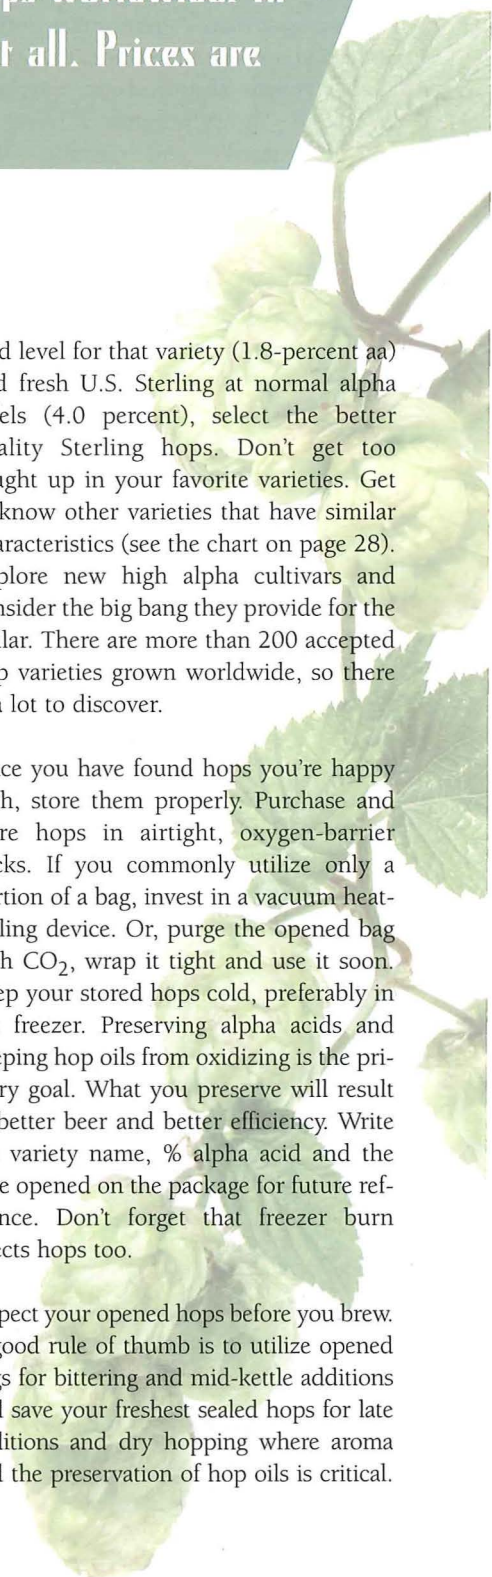 t all. Prices are
d level for that variety (1.8-percent aa)
d fresh U.S. Sterling at normal alpha
els (4.0 percent), select the better
ality Sterling hops. Don't get too
ught up in your favorite varieties. Get
know other varieties that have similar
aracteristics (see the chart on page 28).
plore new high alpha cultivars and
nsider the big bang they provide for the
llar. There are more than 200 accepted
p varieties grown worldwide, so there
a lot to discover.
ce you have found hops you're happy
h, store them properly. Purchase and
re hops in airtight, oxygen-barrier
cks. If you commonly utilize only a
rtion of a bag, invest in a vacuum heat-
ling device. Or, purge the opened bag
h CO₂, wrap it tight and use it soon.
ep your stored hops cold, preferably in
freezer. Preserving alpha acids and
eping hop oils from oxidizing is the pri-
ry goal. What you preserve will result
better beer and better efficiency. Write
variety name, % alpha acid and the
e opened on the package for future ref-
nce. Don't forget that freezer burn
ects hops too.
pect your opened hops before you brew.
good rule of thumb is to utilize opened
gs for bittering and mid-kettle additions
d save your freshest sealed hops for late
ditions and dry hopping where aroma
d the preservation of hop oils is critical.